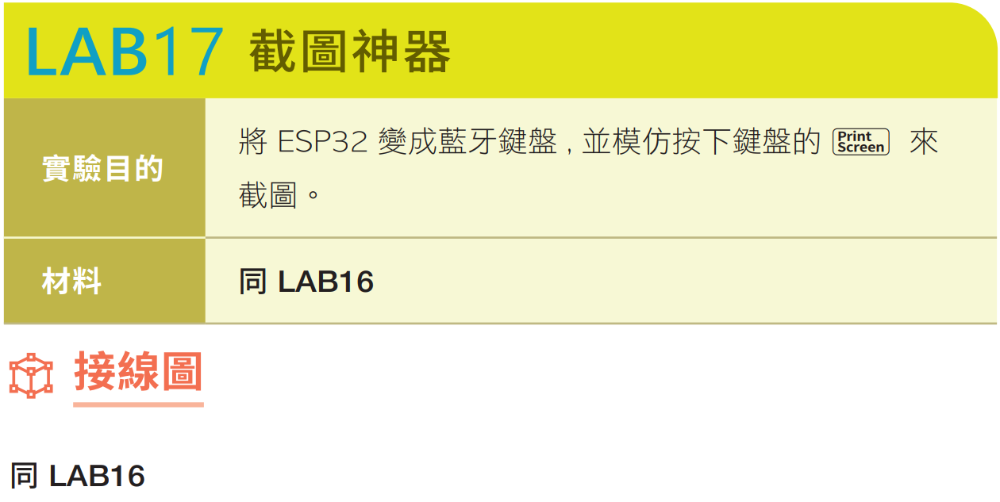 LAB17 截圖神器
實驗目的
將 ESP32 變成藍牙鍵盤 , 並模仿按下鍵盤的 Print Screen 來
截圖。
材料
同 LAB16
接線圖
同 LAB16